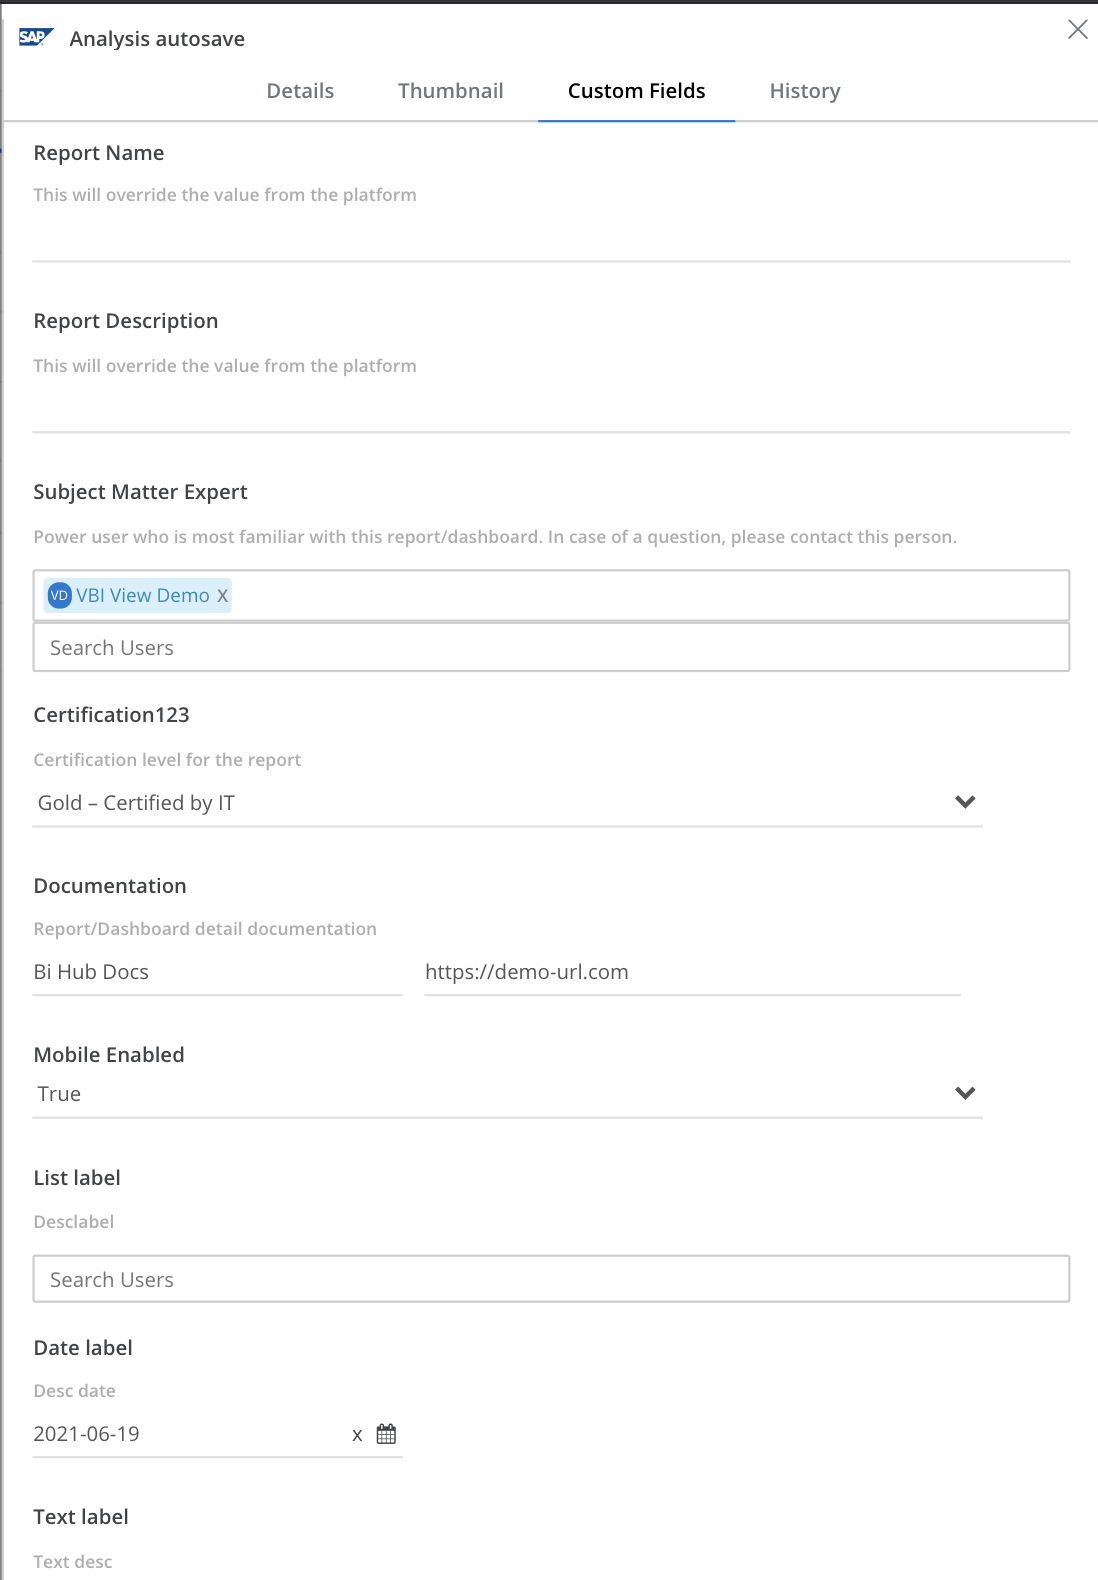 SAP Analysis autosave
Details Thumbnail Custom Fields History
Report Name
This will override the value from the platform
Report Description
This will override the value from the platform
Subject Matter Expert
Power user who is most familiar with this report/dashboard. In case of a question, please contact this person.
VD VBI View Demo X
Search Users
Certification123
Certification level for the report
Gold – Certified by IT
Documentation
Report/Dashboard detail documentation
Bi Hub Docs https://demo-url.com
Mobile Enabled
True
List label
Desclabel
Search Users
Date label
Desc date
2021-06-19 x
Text label
Text desc